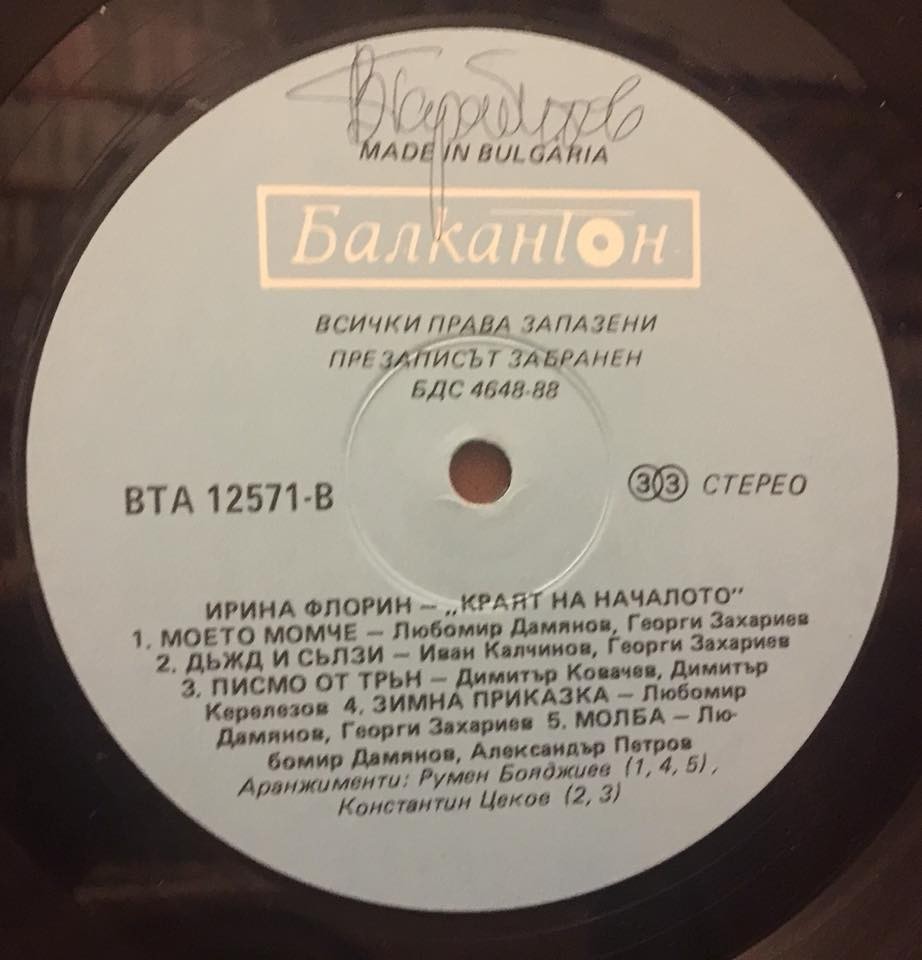 MADE IN BULGARIA
Балкантон
ВСИЧКИ ПРАВА ЗАПАЗЕНИ
ПРЕЗАПИСЪТ ЗАБРАНЕН
БДС 4648-88
ВТА 12571-В
33 СТЕРЕО
ИРИНА ФЛОРИН – „КРАЯТ НА НАЧАЛОТО"
1. МОЕТО МОМЧЕ – Любомир Дамянов, Георги Захариев
2. ДЪЖД И СЪЛЗИ – Иван Калчинов, Георги Захариев
3. ПИСМО ОТ ТРЪН – Димитър Ковачев, Димитър
Керелезов 4. ЗИМНА ПРИКАЗКА – Любомир
Дамянов, Георги Захариев 5. МОЛБА – Лю-
бомир Дамянов, Александър Петров
Аранжименти: Румен Бояджиев (1, 4, 5),
Константин Цеков (2, 3)